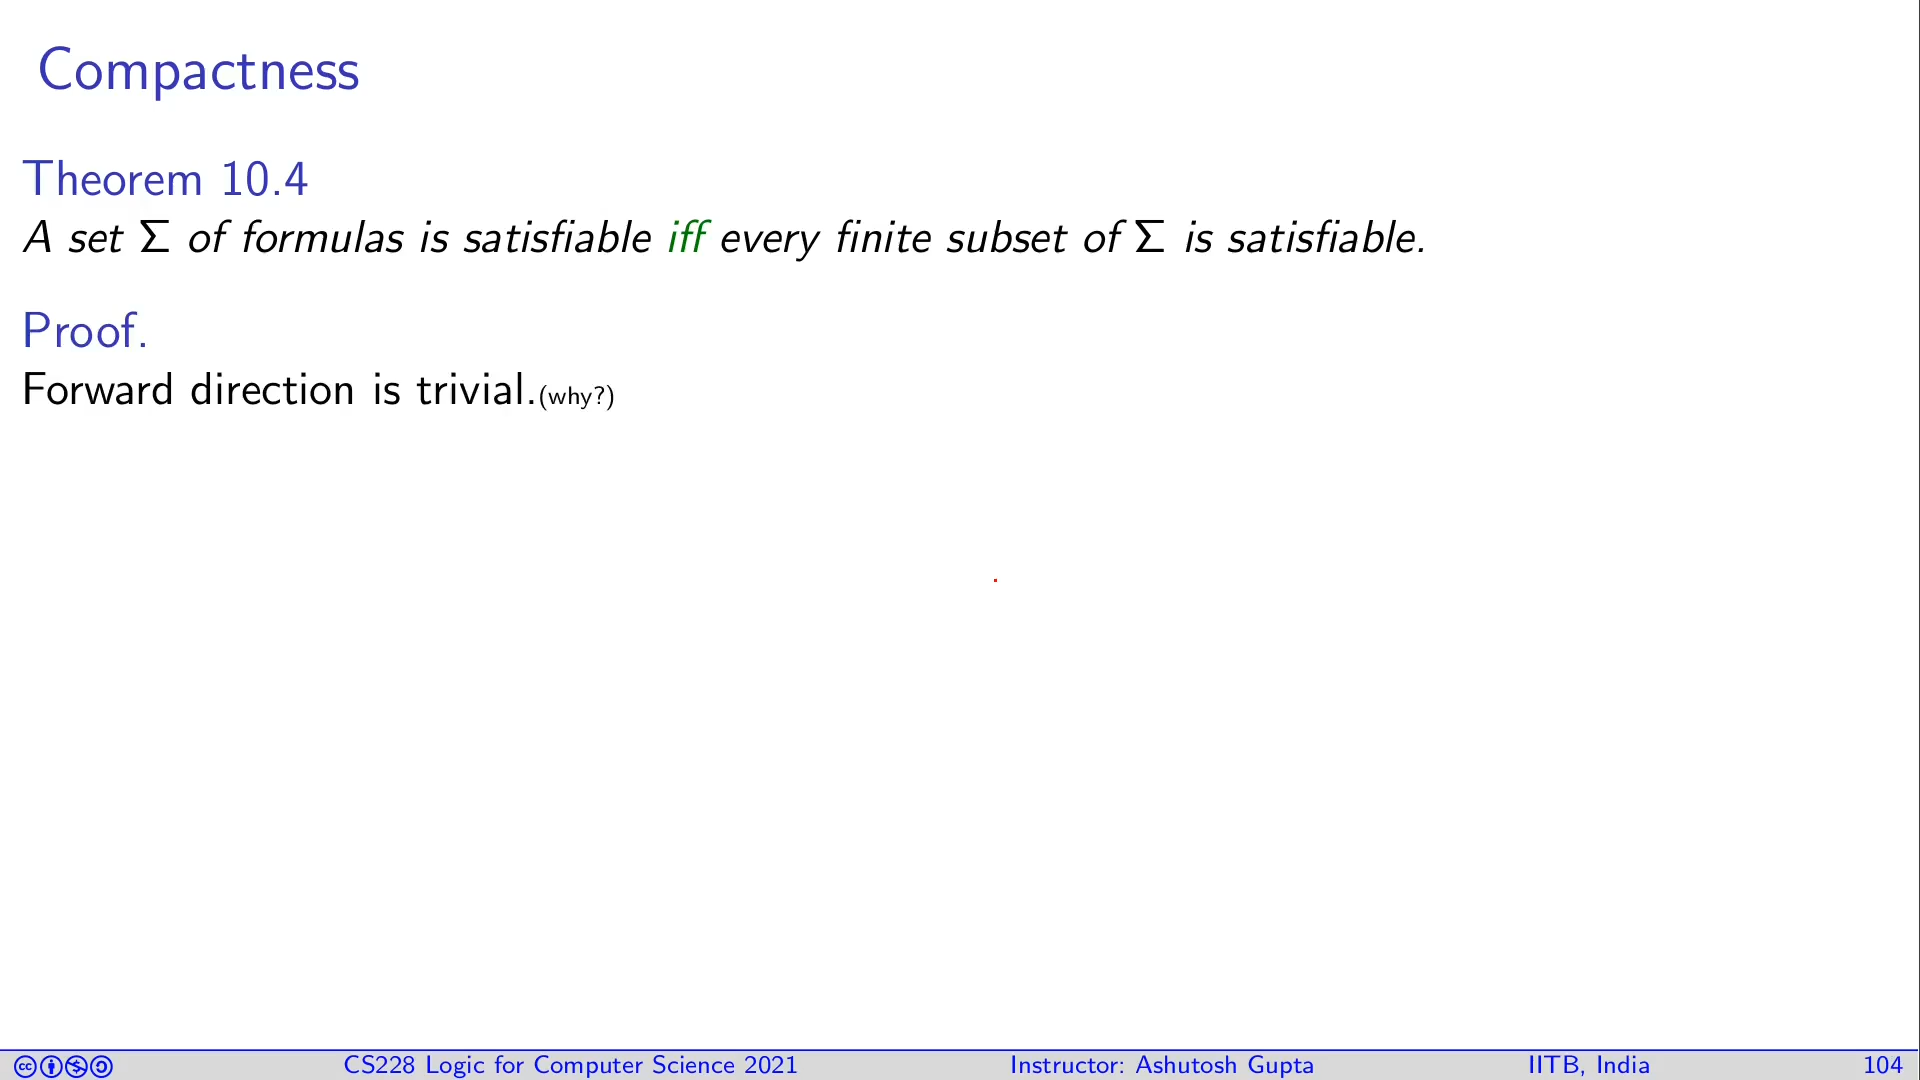 Compactness
Theorem 10.4
A set Σ of formulas is satisfiable iff every finite subset of Σ is satisfiable.
Proof.
Forward direction is trivial.(why?)
CS228 Logic for Computer Science 2021 Instructor: Ashutosh Gupta IITB, India 104